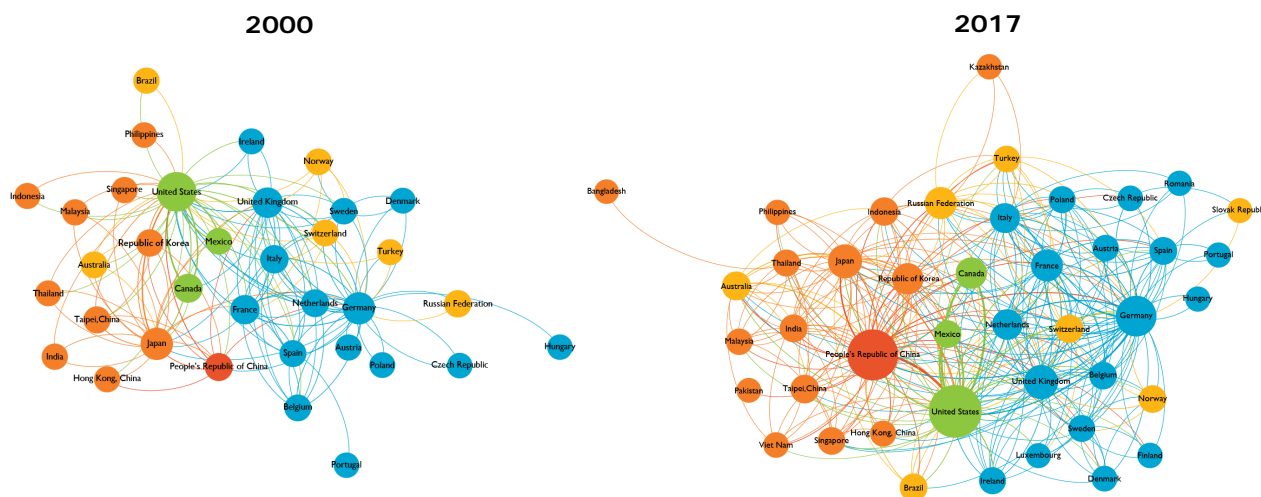 2000
Brazil
Philippines
Ireland
Norway
Indonesia
Singapore
United States
Malaysia
United Kingdom
Sweden
Denmark
Switzerland
Republic of Korea
Mexico
Turkey
Australia
Italy
Canada
Thailand
Taipei,China
France
Netherlands
Germany
Russian Federation
Japan
India
Hong Kong, China
People's Republic of China
Spain
Austria
Poland
Czech Republic
Hungary
Belgium
Portugal
2017
Kazakhstan
Turkey
Bangladesh
Philippines
Indonesia
Russian Federation
Italy
Poland
Czech Republic
Romania
Slovak Republ
Thailand
Japan
Republic of Korea
Canada
France
Austria
Spain
Portugal
Australia
Hungary
India
Malaysia
Mexico
Netherlands
Switzerland
Germany
People's Republic of China
Pakistan
Taipei,China
United States
United Kingdom
Belgium
Norway
Viet Nam
Singapore
Hong Kong, China
Sweden
Luxembourg
Finland
Brazil
Ireland
Denmark